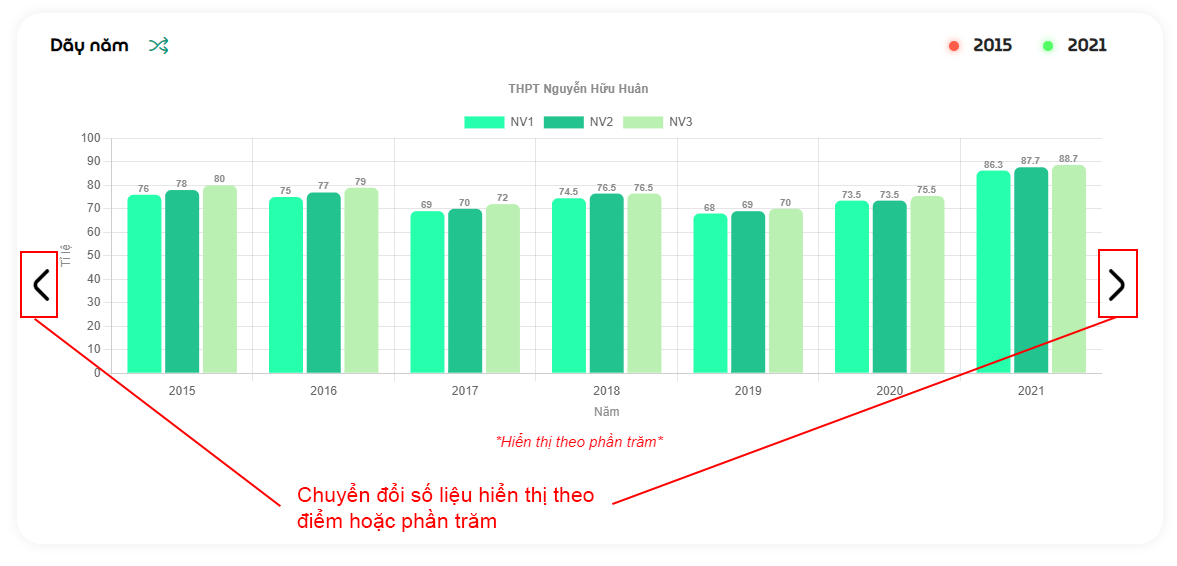 Dãy năm
2015 2021
THPT Nguyễn Hữu Huân
NV1 NV2 NV3
100
90
80
70
60
50
40
30
20
10
0
Tỉ lệ
76 78 80
75 77 79
69 70 72
74.5 76.5 76.5
68 69 70
73.5 73.5 75.5
86.3 87.7 88.7
2015 2016 2017 2018 2019 2020 2021
Năm
*Hiển thị theo phần trăm*
Chuyển đổi số liệu hiển thị theo
điểm hoặc phần trăm